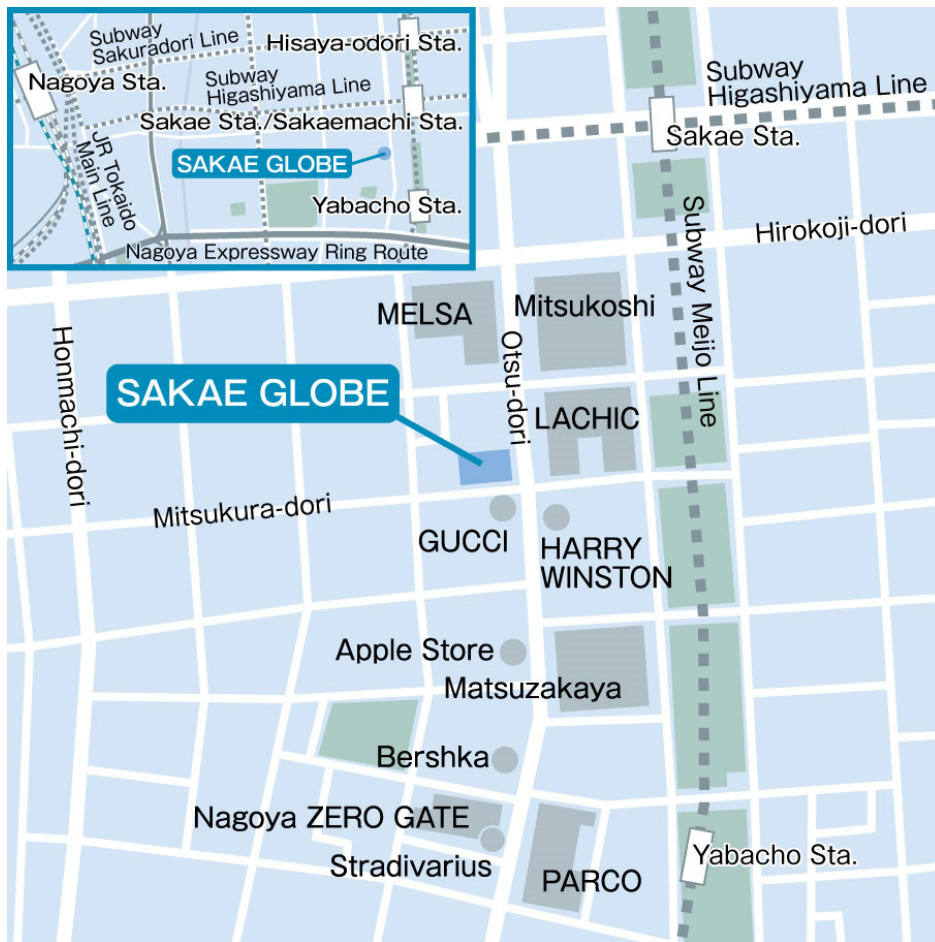 Subway
Sakuradori Line
Hisaya-odori Sta.
Nagoya Sta.
Subway
Higashiyama Line
Sakae Sta./Sakaemachi Sta.
JR Tokaido
Main Line
SAKAE GLOBE
Yabacho Sta.
Nagoya Expressway Ring Route
Subway
Higashiyama Line
Sakae Sta.
Subway Meijo Line
Hirokoji-dori
MELSA
Mitsukoshi
Honmachi-dori
Otsu-dori
SAKAE GLOBE
LACHIC
Mitsukura-dori
GUCCI
HARRY
WINSTON
Apple Store
Matsuzakaya
Bershka
Nagoya ZERO GATE
Stradivarius
PARCO
Yabacho Sta.